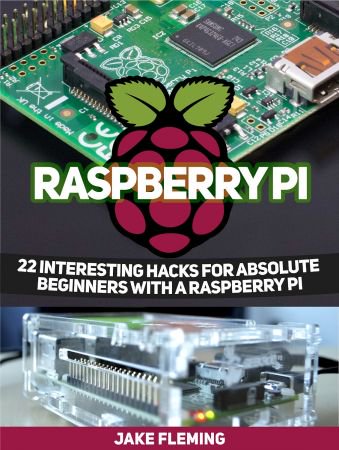 RASPBERRY PI
22 INTERESTING HACKS FOR ABSOLUTE
BEGINNERS WITH A RASPBERRY PI
JAKE FLEMING